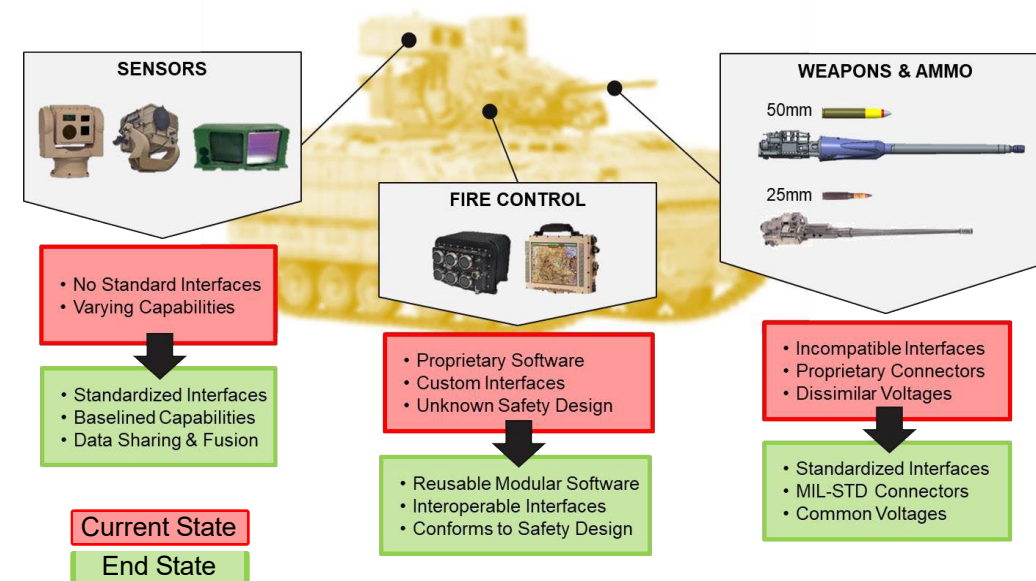 SENSORS
• No Standard Interfaces
• Varying Capabilities
• Standardized Interfaces
• Baselined Capabilities
• Data Sharing & Fusion
FIRE CONTROL
• Proprietary Software
• Custom Interfaces
• Unknown Safety Design
• Reusable Modular Software
• Interoperable Interfaces
• Conforms to Safety Design
WEAPONS & AMMO
50mm
25mm
• Incompatible Interfaces
• Proprietary Connectors
• Dissimilar Voltages
• Standardized Interfaces
• MIL-STD Connectors
• Common Voltages
Current State
End State